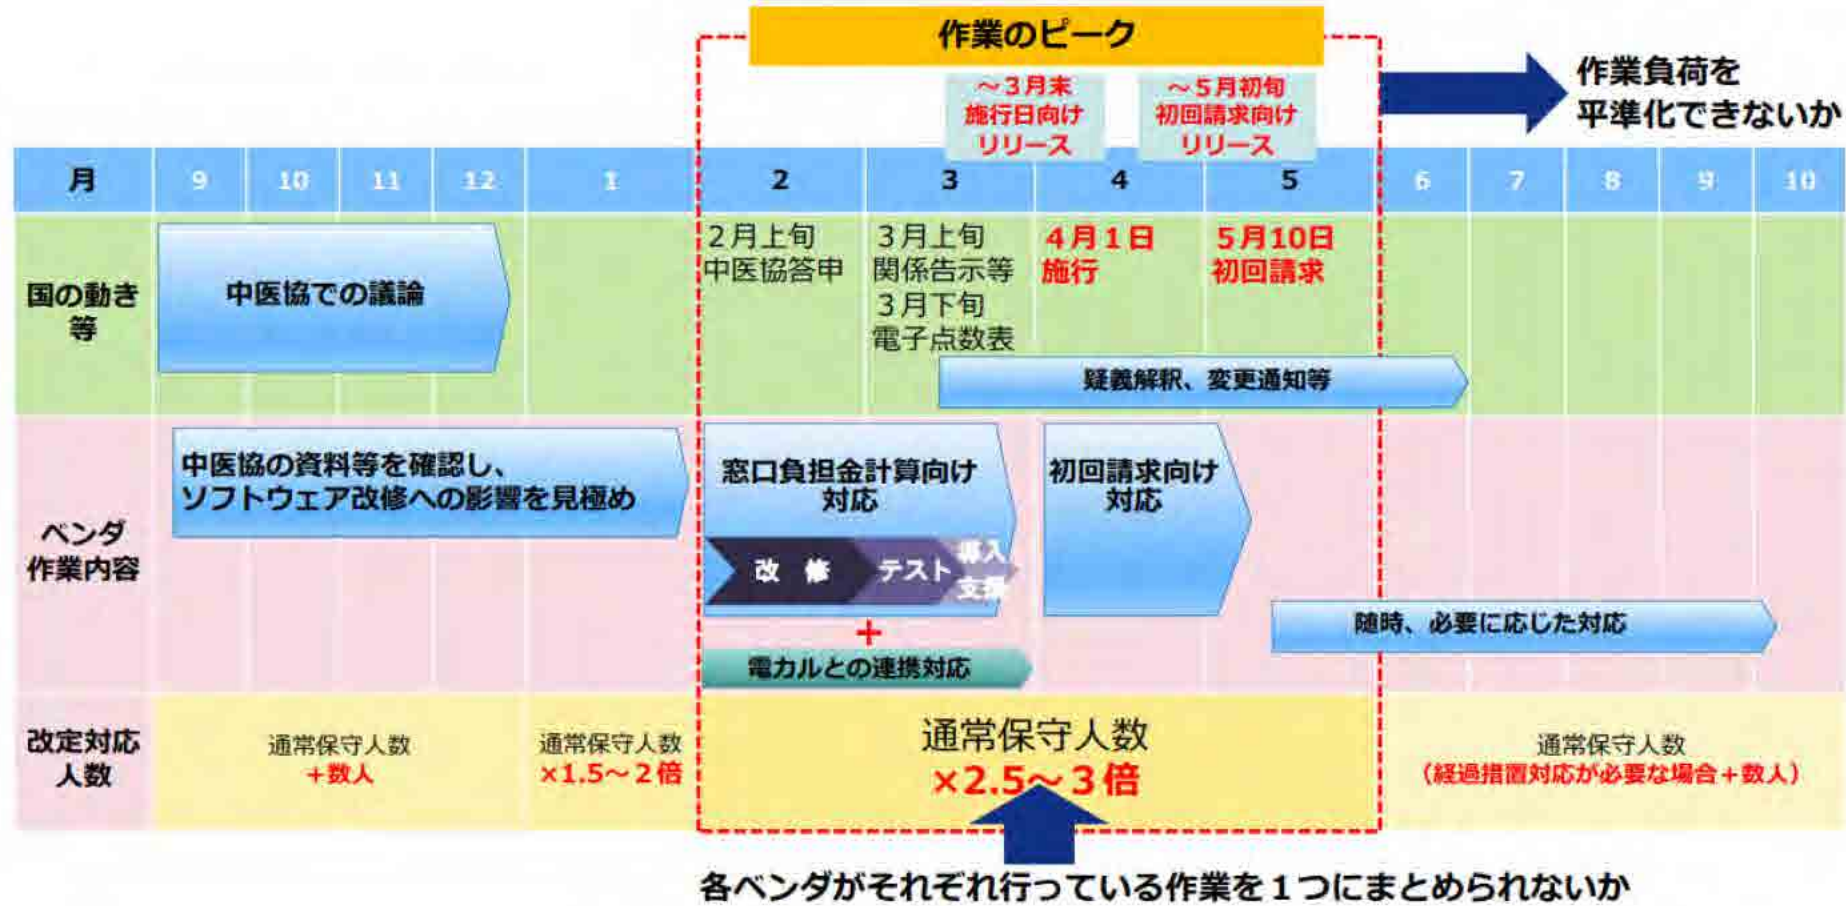 作業のピーク
～３月末
施行日向け
リリース
～５月初旬
初回請求向け
リリース
作業負荷を
平準化できないか
月
9
10
11
12
1
2
3
4
5
6
7
8
9
10
国の動き
等
中医協での議論
２月上旬
中医協答申
３月上旬
関係告示等
３月下旬
電子点数表
４月１日
施行
５月10日
初回請求
疑義解釈、変更通知等
ベンダ
作業内容
中医協の資料等を確認し、
ソフトウェア改修への影響を見極め
窓口負担金計算向け
対応
改 修
テスト
導入
支援
＋
電カルとの連携対応
初回請求向け
対応
随時、必要に応じた対応
改定対応
人数
通常保守人数
＋数人
通常保守人数
×1.5～２倍
通常保守人数
×2.5～３倍
通常保守人数
（経過措置対応が必要な場合＋数人）
各ベンダがそれぞれ行っている作業を１つにまとめられないか